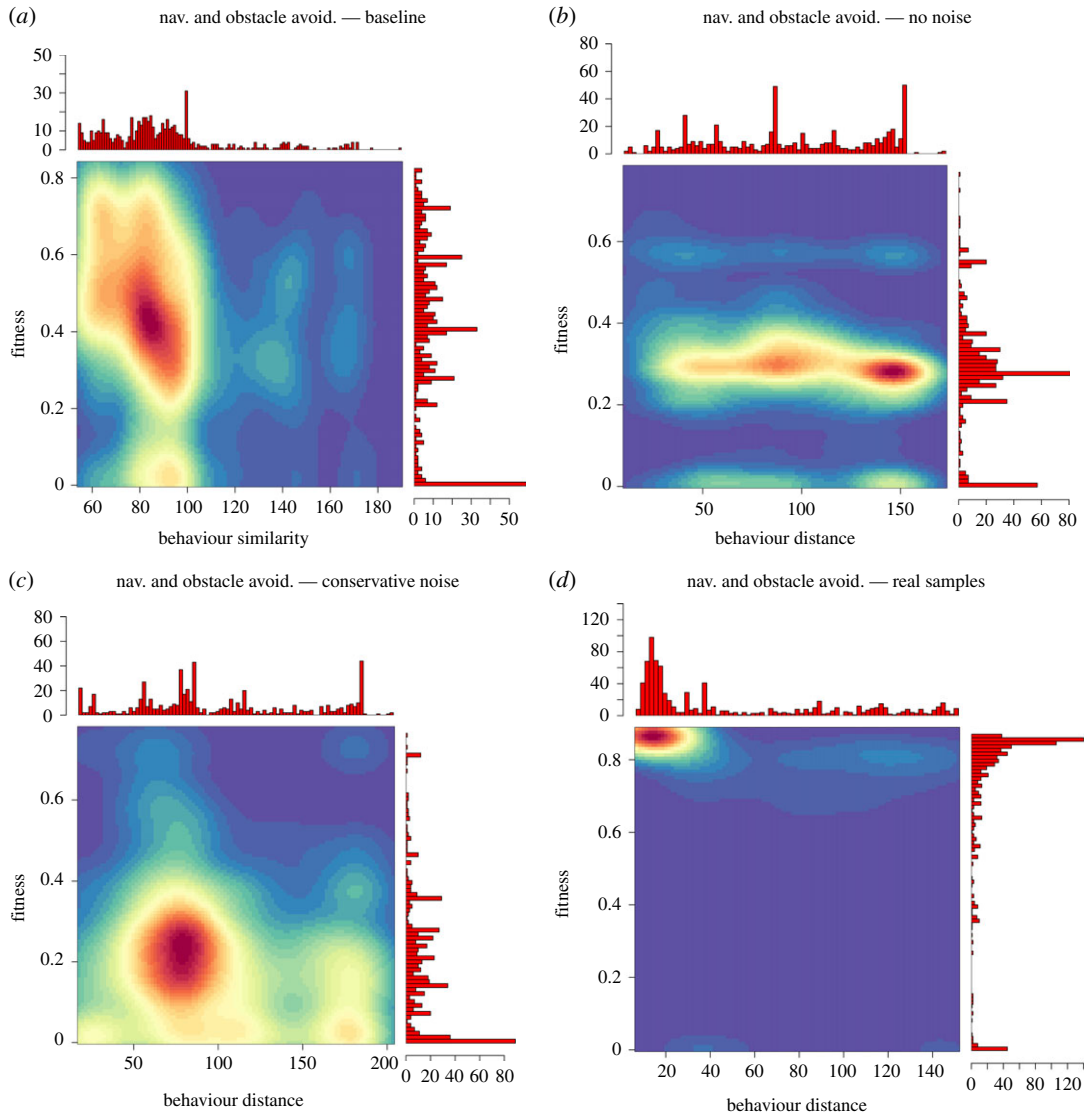 (a) nav. and obstacle avoid. — baseline
50
30
10
0
0.8
0.6
0.4
0.2
0
fitness
60 80 100 120 140 160 180
0 10 30 50
behaviour similarity
(b) nav. and obstacle avoid. — no noise
80
60
40
20
0
0.6
0.4
0.2
0
fitness
50 100 150
0 20 40 60 80
behaviour distance
(c) nav. and obstacle avoid. — conservative noise
80
60
40
20
0
0.6
0.4
0.2
0
fitness
50 100 150 200
0 20 40 60 80
behaviour distance
(d) nav. and obstacle avoid. — real samples
120
80
40
0
0.8
0.6
0.4
0.2
0
fitness
20 40 60 80 100 120 140
0 40 80 120
behaviour distance